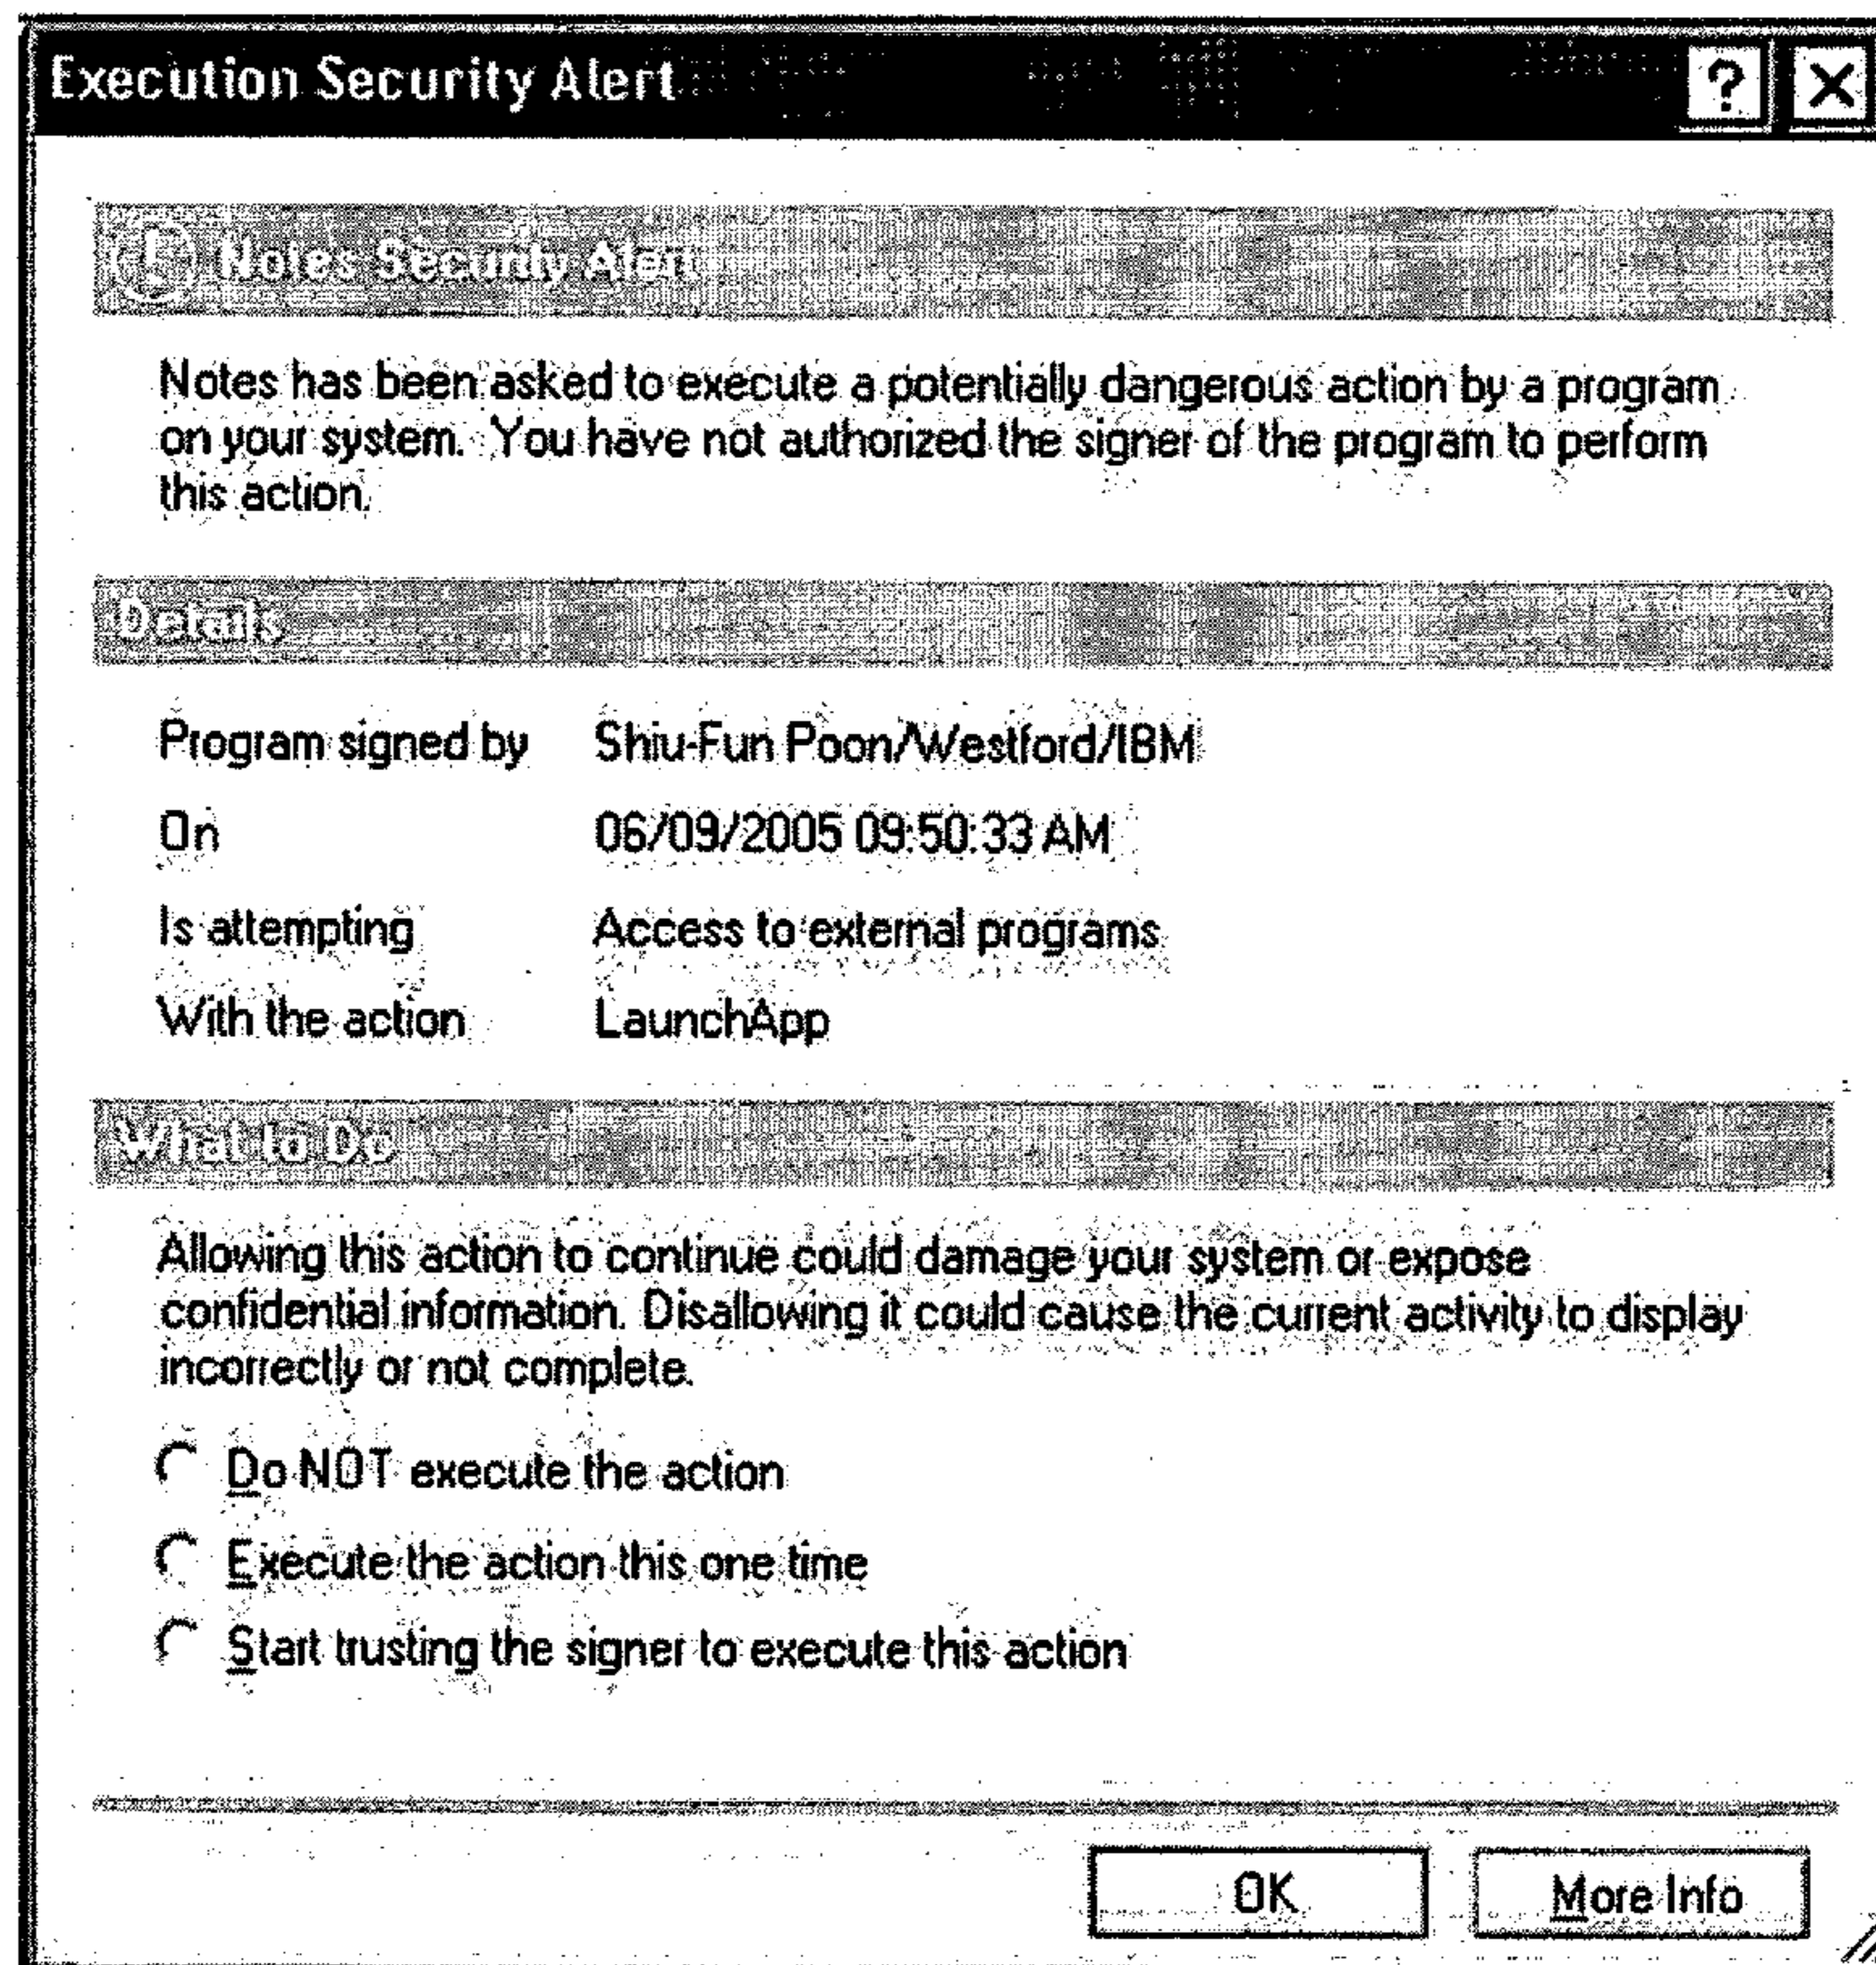 Execution Security Alert
? X
! Notes Security Alert
Notes has been asked to execute a potentially dangerous action by a program
on your system. You have not authorized the signer of the program to perform
this action.
Details
Program signed by Shiu-Fun Poon/Westford/IBM
On 06/09/2005 09:50:33 AM
Is attempting Access to external programs
With the action LaunchApp
What to Do
Allowing this action to continue could damage your system or expose
confidential information. Disallowing it could cause the current activity to display
incorrectly or not complete.
Do NOT execute the action
Execute the action this one time
Start trusting the signer to execute this action
OK More Info